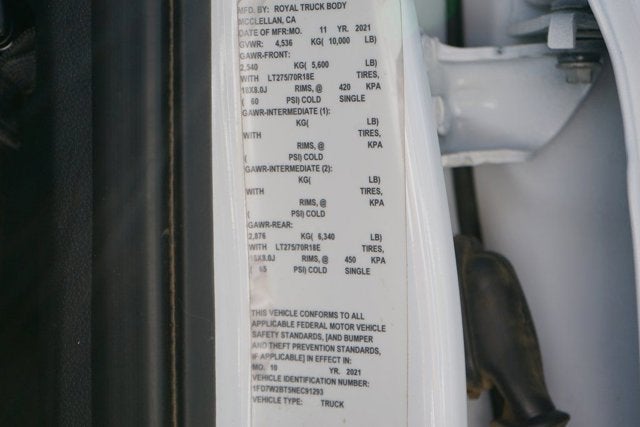 MFD. BY: ROYAL TRUCK BODY
MCCLELLAN, CA
DATE OF MFR:MO. 11 YR. 2021
GVWR: 4,536 KG( 10,000 LB)
GAWR-FRONT:
2,540 KG( 5,600 LB)
WITH LT275/70R18E TIRES,
18X8.0J RIMS, @ 420 KPA
( 60 PSI) COLD SINGLE
GAWR-INTERMEDIATE (1):
KG( LB)
WITH TIRES,
RIMS, @ KPA
( PSI) COLD
GAWR-INTERMEDIATE (2):
KG( LB)
WITH TIRES,
RIMS, @ KPA
( PSI) COLD
GAWR-REAR:
2,876 KG( 6,340 LB)
WITH LT275/70R18E TIRES,
18X8.0J RIMS, @ 450 KPA
( 65 PSI) COLD SINGLE
THIS VEHICLE CONFORMS TO ALL
APPLICABLE FEDERAL MOTOR VEHICLE
SAFETY STANDARDS, [AND BUMPER
AND THEFT PREVENTION STANDARDS,
IF APPLICABLE] IN EFFECT IN:
MO. 10 YR. 2021
VEHICLE IDENTIFICATION NUMBER:
1FD7W2BT5NEC91293
VEHICLE TYPE: TRUCK